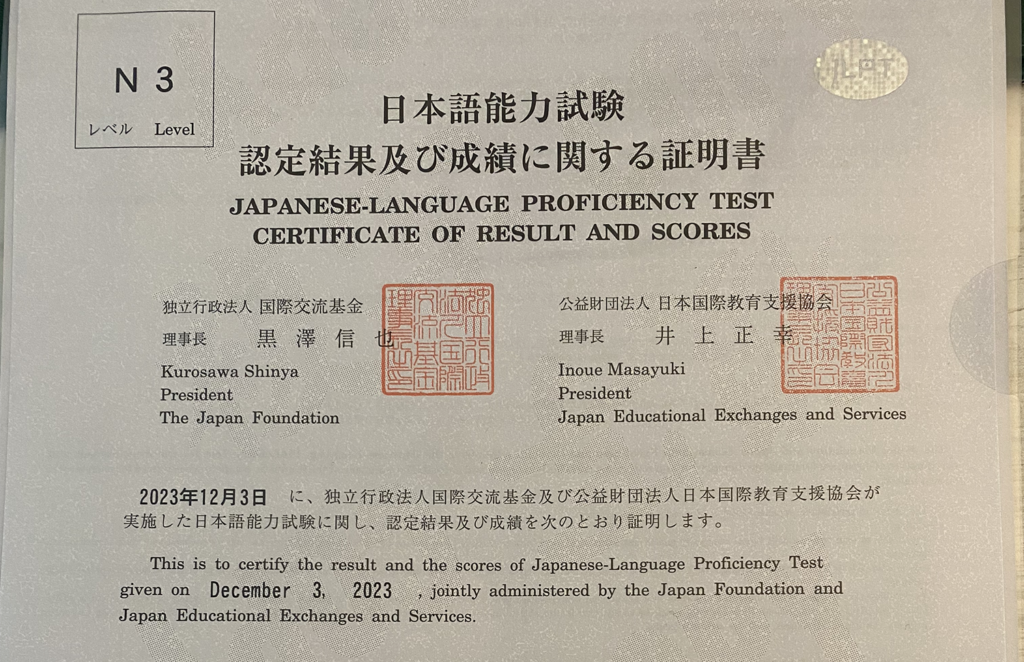 N 3
レベル Level
JLPT
日本語能力試験
認定結果及び成績に関する証明書
JAPANESE-LANGUAGE PROFICIENCY TEST
CERTIFICATE OF RESULT AND SCORES
独立行政法人 国際交流基金
理事長 黒澤信也
Kurosawa Shinya
President
The Japan Foundation
公益財団法人 日本国際教育支援協会
理事長 井上正幸
Inoue Masayuki
President
Japan Educational Exchanges and Services
2023年12月3日 に、独立行政法人国際交流基金及び公益財団法人日本国際教育支援協会が
実施した日本語能力試験に関し、認定結果及び成績を次のとおり証明します。
This is to certify the result and the scores of Japanese-Language Proficiency Test
given on December 3, 2023 , jointly administered by the Japan Foundation and
Japan Educational Exchanges and Services.